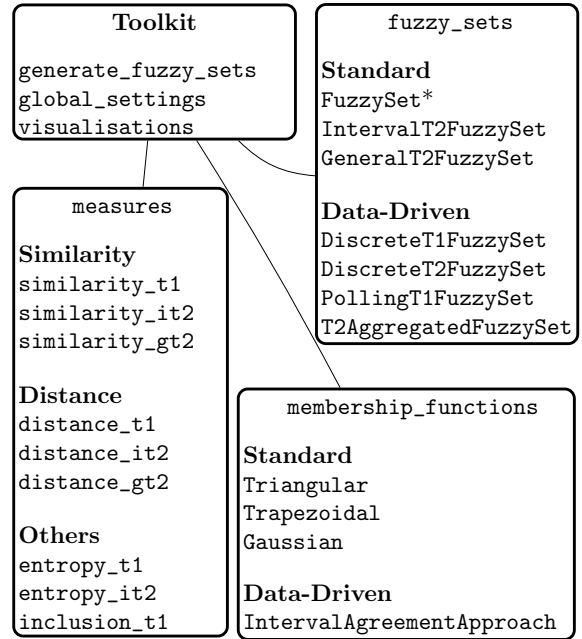 Toolkit
generate_fuzzy_sets
global_settings
visualisations
fuzzy_sets
Standard
FuzzySet*
IntervalT2FuzzySet
GeneralT2FuzzySet
Data-Driven
DiscreteT1FuzzySet
DiscreteT2FuzzySet
PollingT1FuzzySet
T2AggregatedFuzzySet
measures
Similarity
similarity_t1
similarity_it2
similarity_gt2
Distance
distance_t1
distance_it2
distance_gt2
Others
entropy_t1
entropy_it2
inclusion_t1
membership_functions
Standard
Triangular
Trapezoidal
Gaussian
Data-Driven
IntervalAgreementApproach